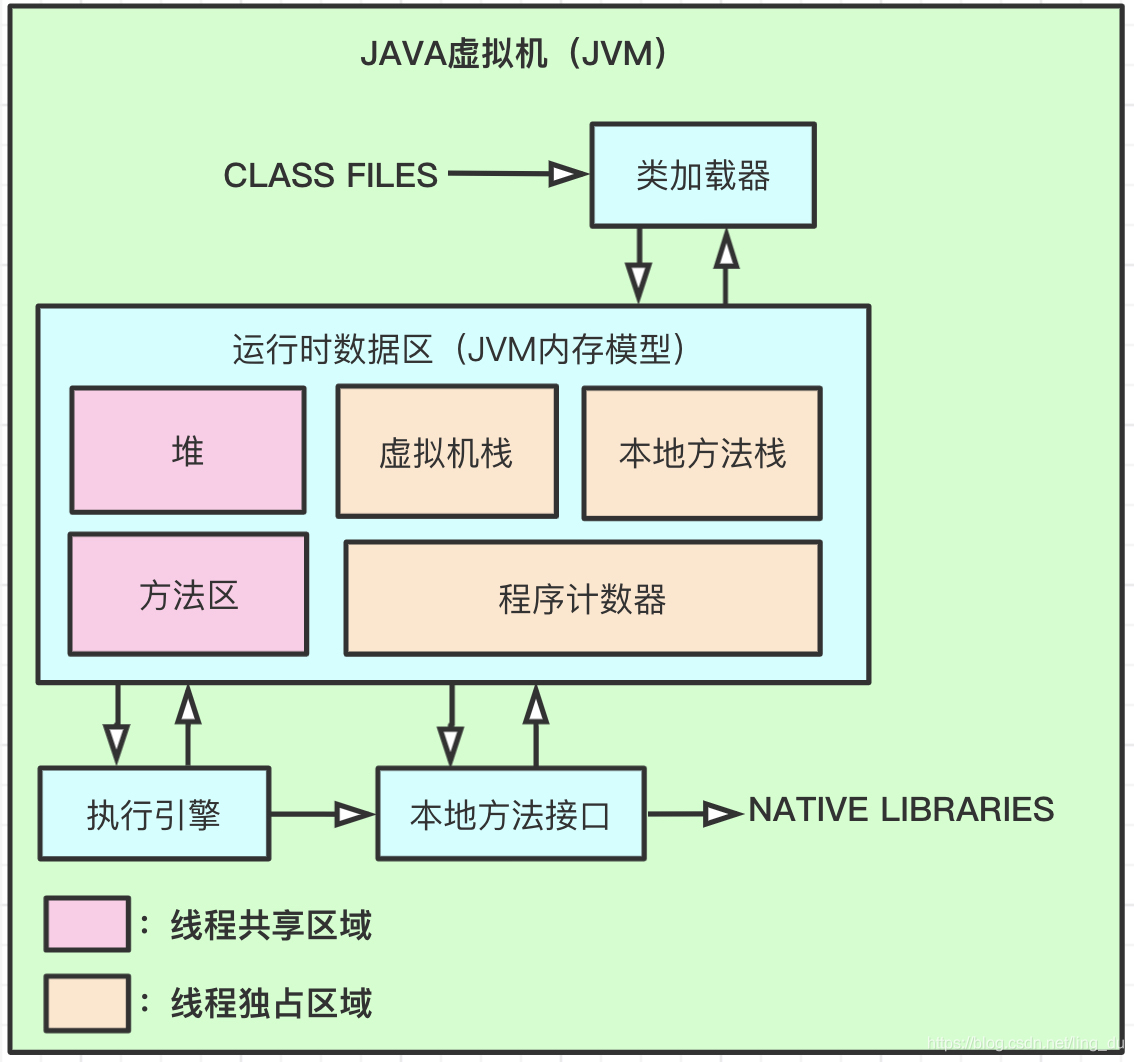 JAVA虚拟机（JVM）
CLASS FILES
类加载器
运行时数据区（JVM内存模型）
堆
虚拟机栈
本地方法栈
方法区
程序计数器
执行引擎
本地方法接口
NATIVE LIBRARIES
：线程共享区域
：线程独占区域
https://blog.csdn.net/ling_du